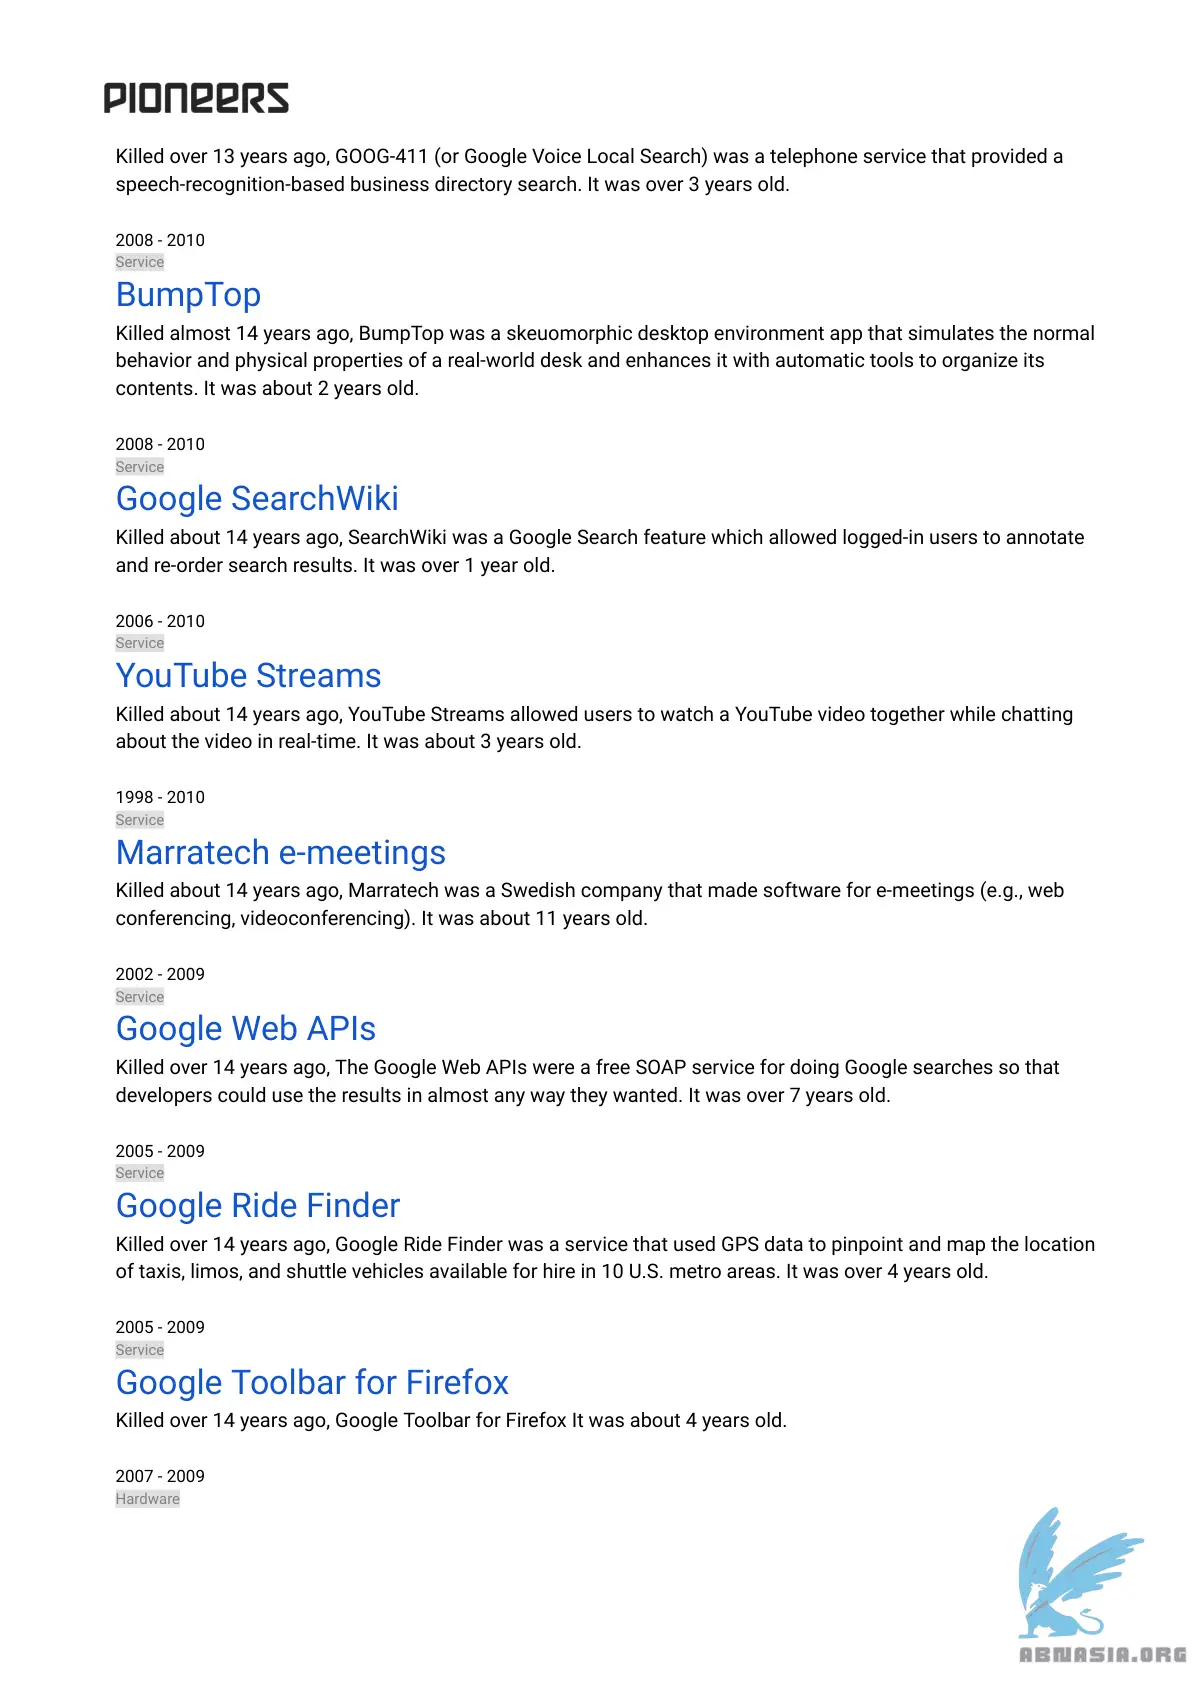 PIONEERS
Killed over 13 years ago, GOOG-411 (or Google Voice Local Search) was a telephone service that provided a
speech-recognition-based business directory search. It was over 3 years old.
2008 - 2010
Service
BumpTop
Killed almost 14 years ago, BumpTop was a skeuomorphic desktop environment app that simulates the normal
behavior and physical properties of a real-world desk and enhances it with automatic tools to organize its
contents. It was about 2 years old.
2008 - 2010
Service
Google SearchWiki
Killed about 14 years ago, SearchWiki was a Google Search feature which allowed logged-in users to annotate
and re-order search results. It was over 1 year old.
2006 - 2010
Service
YouTube Streams
Killed about 14 years ago, YouTube Streams allowed users to watch a YouTube video together while chatting
about the video in real-time. It was about 3 years old.
1998 - 2010
Service
Marratech e-meetings
Killed about 14 years ago, Marratech was a Swedish company that made software for e-meetings (e.g., web
conferencing, videoconferencing). It was about 11 years old.
2002 - 2009
Service
Google Web APIs
Killed over 14 years ago, The Google Web APIs were a free SOAP service for doing Google searches so that
developers could use the results in almost any way they wanted. It was over 7 years old.
2005 - 2009
Service
Google Ride Finder
Killed over 14 years ago, Google Ride Finder was a service that used GPS data to pinpoint and map the location
of taxis, limos, and shuttle vehicles available for hire in 10 U.S. metro areas. It was over 4 years old.
2005 - 2009
Service
Google Toolbar for Firefox
Killed over 14 years ago, Google Toolbar for Firefox It was about 4 years old.
2007 - 2009
Hardware
ABNASIA.ORG